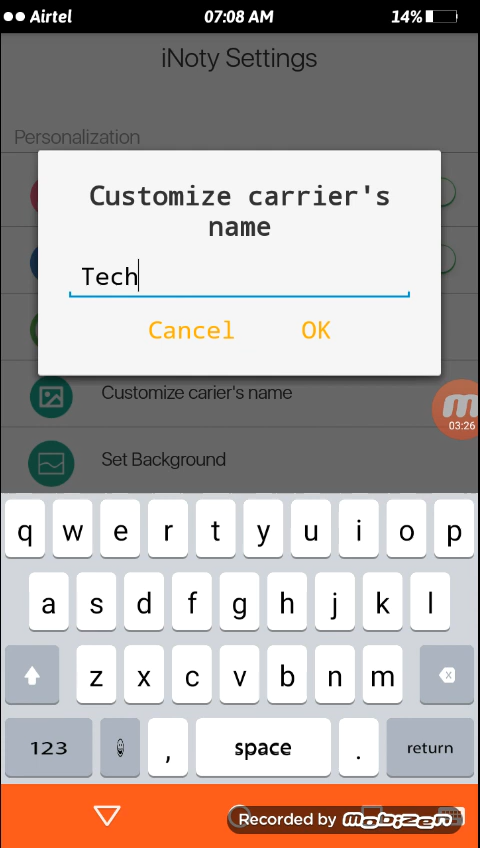 Airtel 07:08 AM 14%
iNoty Settings
Personalization
Customize carrier's
name
Tech
Cancel OK
Customize carier's name
03:26
Set Background
q w e r t y u i o p
a s d f g h j k l
z x c v b n m
123 , space . return
Recorded by mobizen